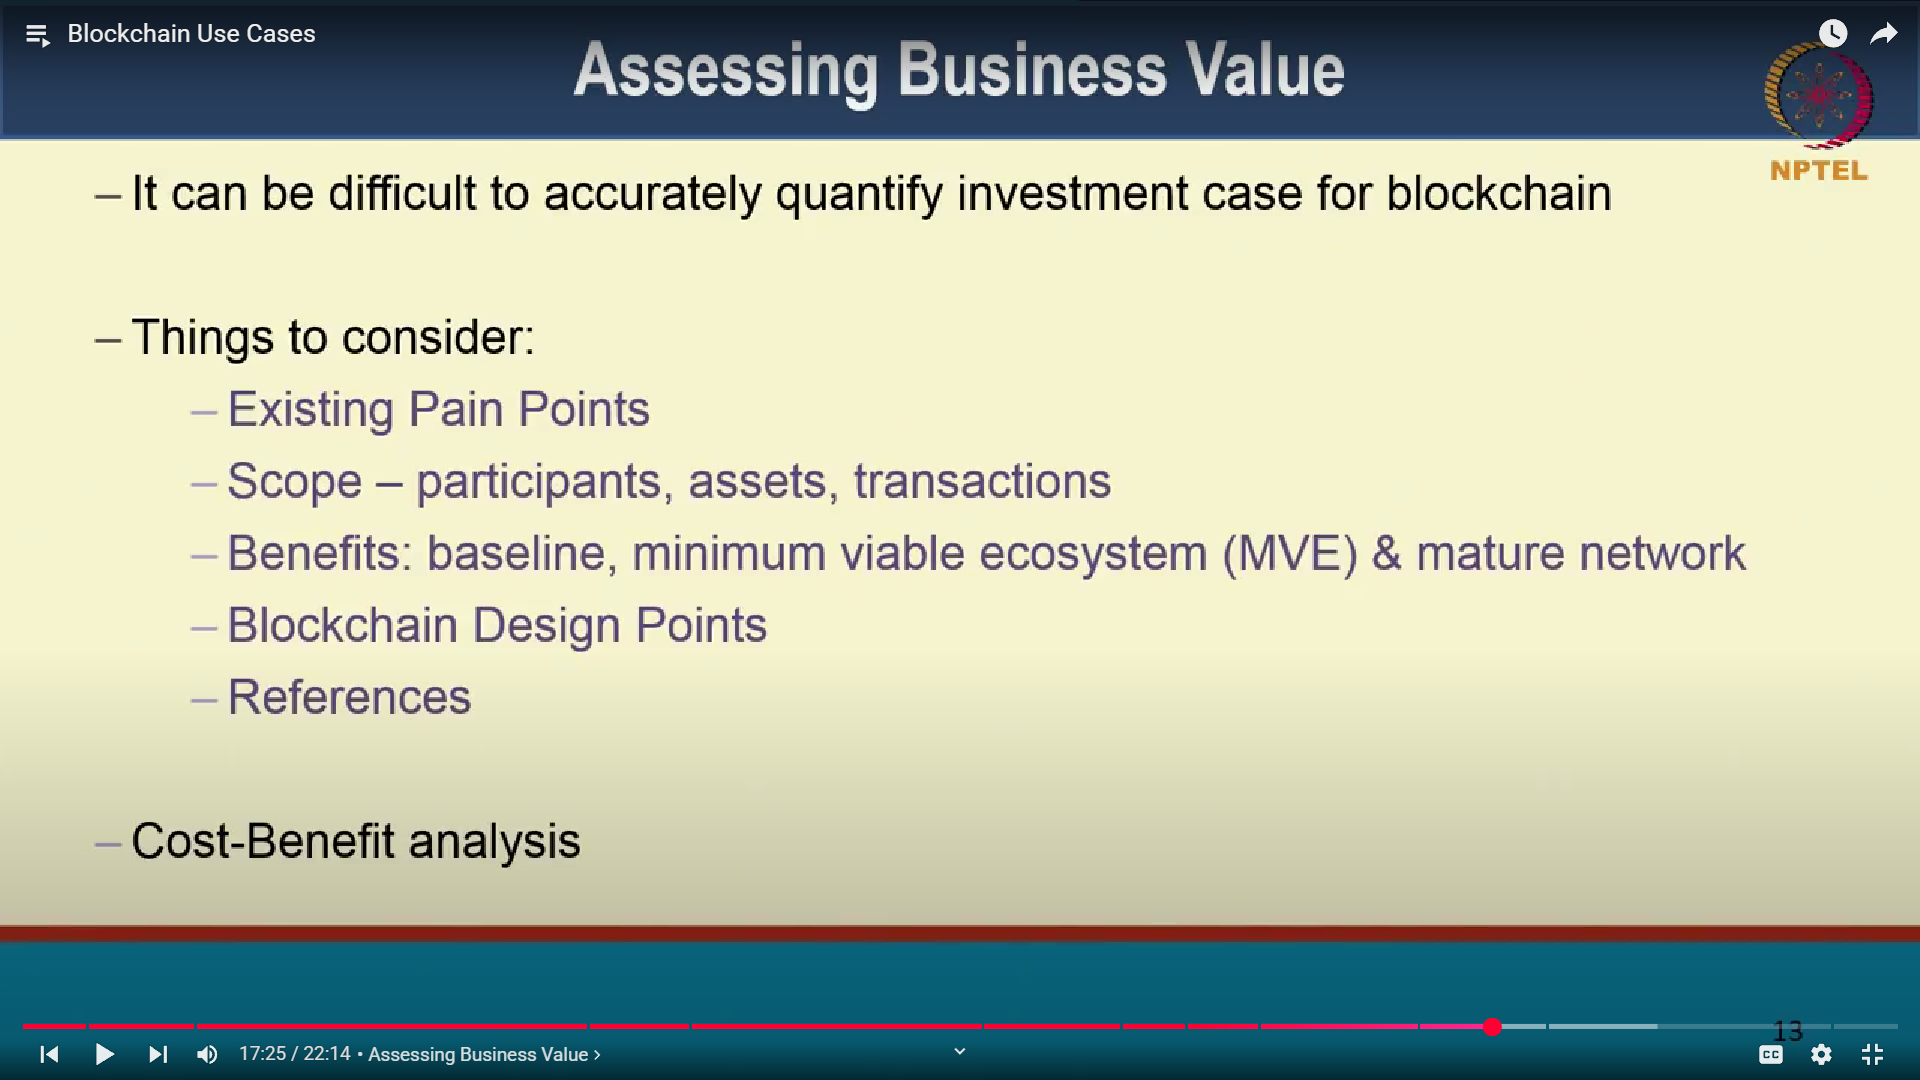 Blockchain Use Cases
Assessing Business Value
NPTEL
– It can be difficult to accurately quantify investment case for blockchain
– Things to consider:
– Existing Pain Points
– Scope – participants, assets, transactions
– Benefits: baseline, minimum viable ecosystem (MVE) & mature network
– Blockchain Design Points
– References
– Cost-Benefit analysis
13
17:25 / 22:14 • Assessing Business Value ›
CC